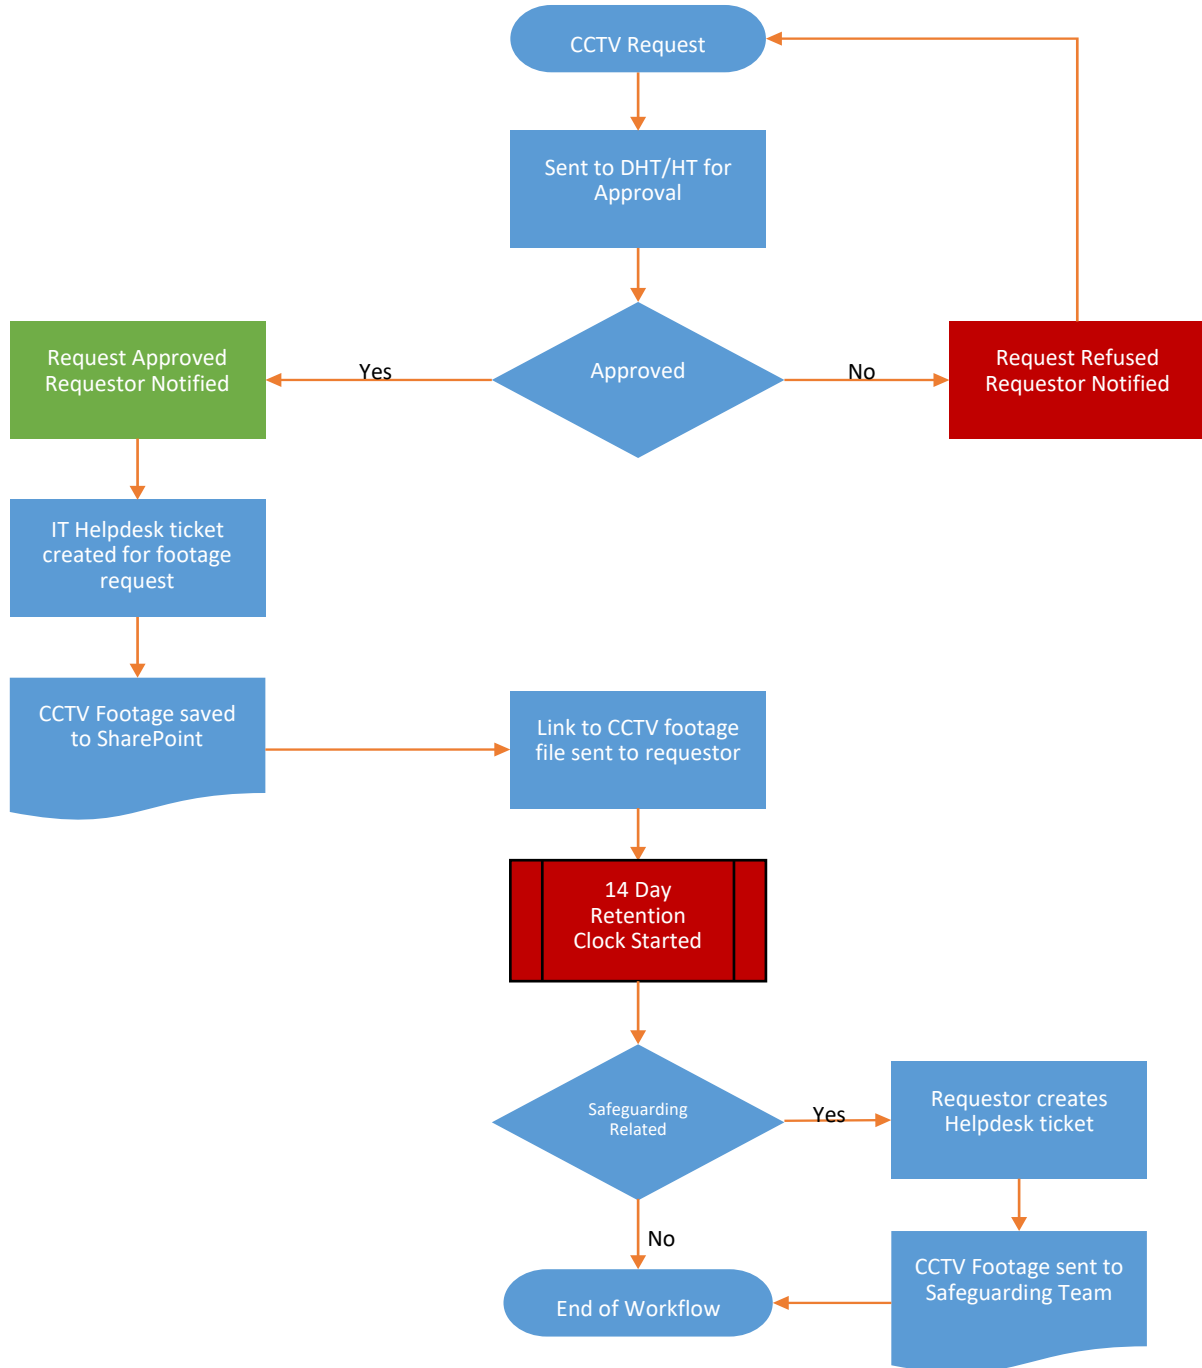 CCTV Request
Sent to DHT/HT for
Approval
Request Approved
Requestor Notified
Yes
Approved
No
Request Refused
Requestor Notified
IT Helpdesk ticket
created for footage
request
CCTV Footage saved
to SharePoint
Link to CCTV footage
file sent to requestor
14 Day
Retention
Clock Started
Safeguarding
Related
Yes
Requestor creates
Helpdesk ticket
No
CCTV Footage sent to
Safeguarding Team
End of Workflow